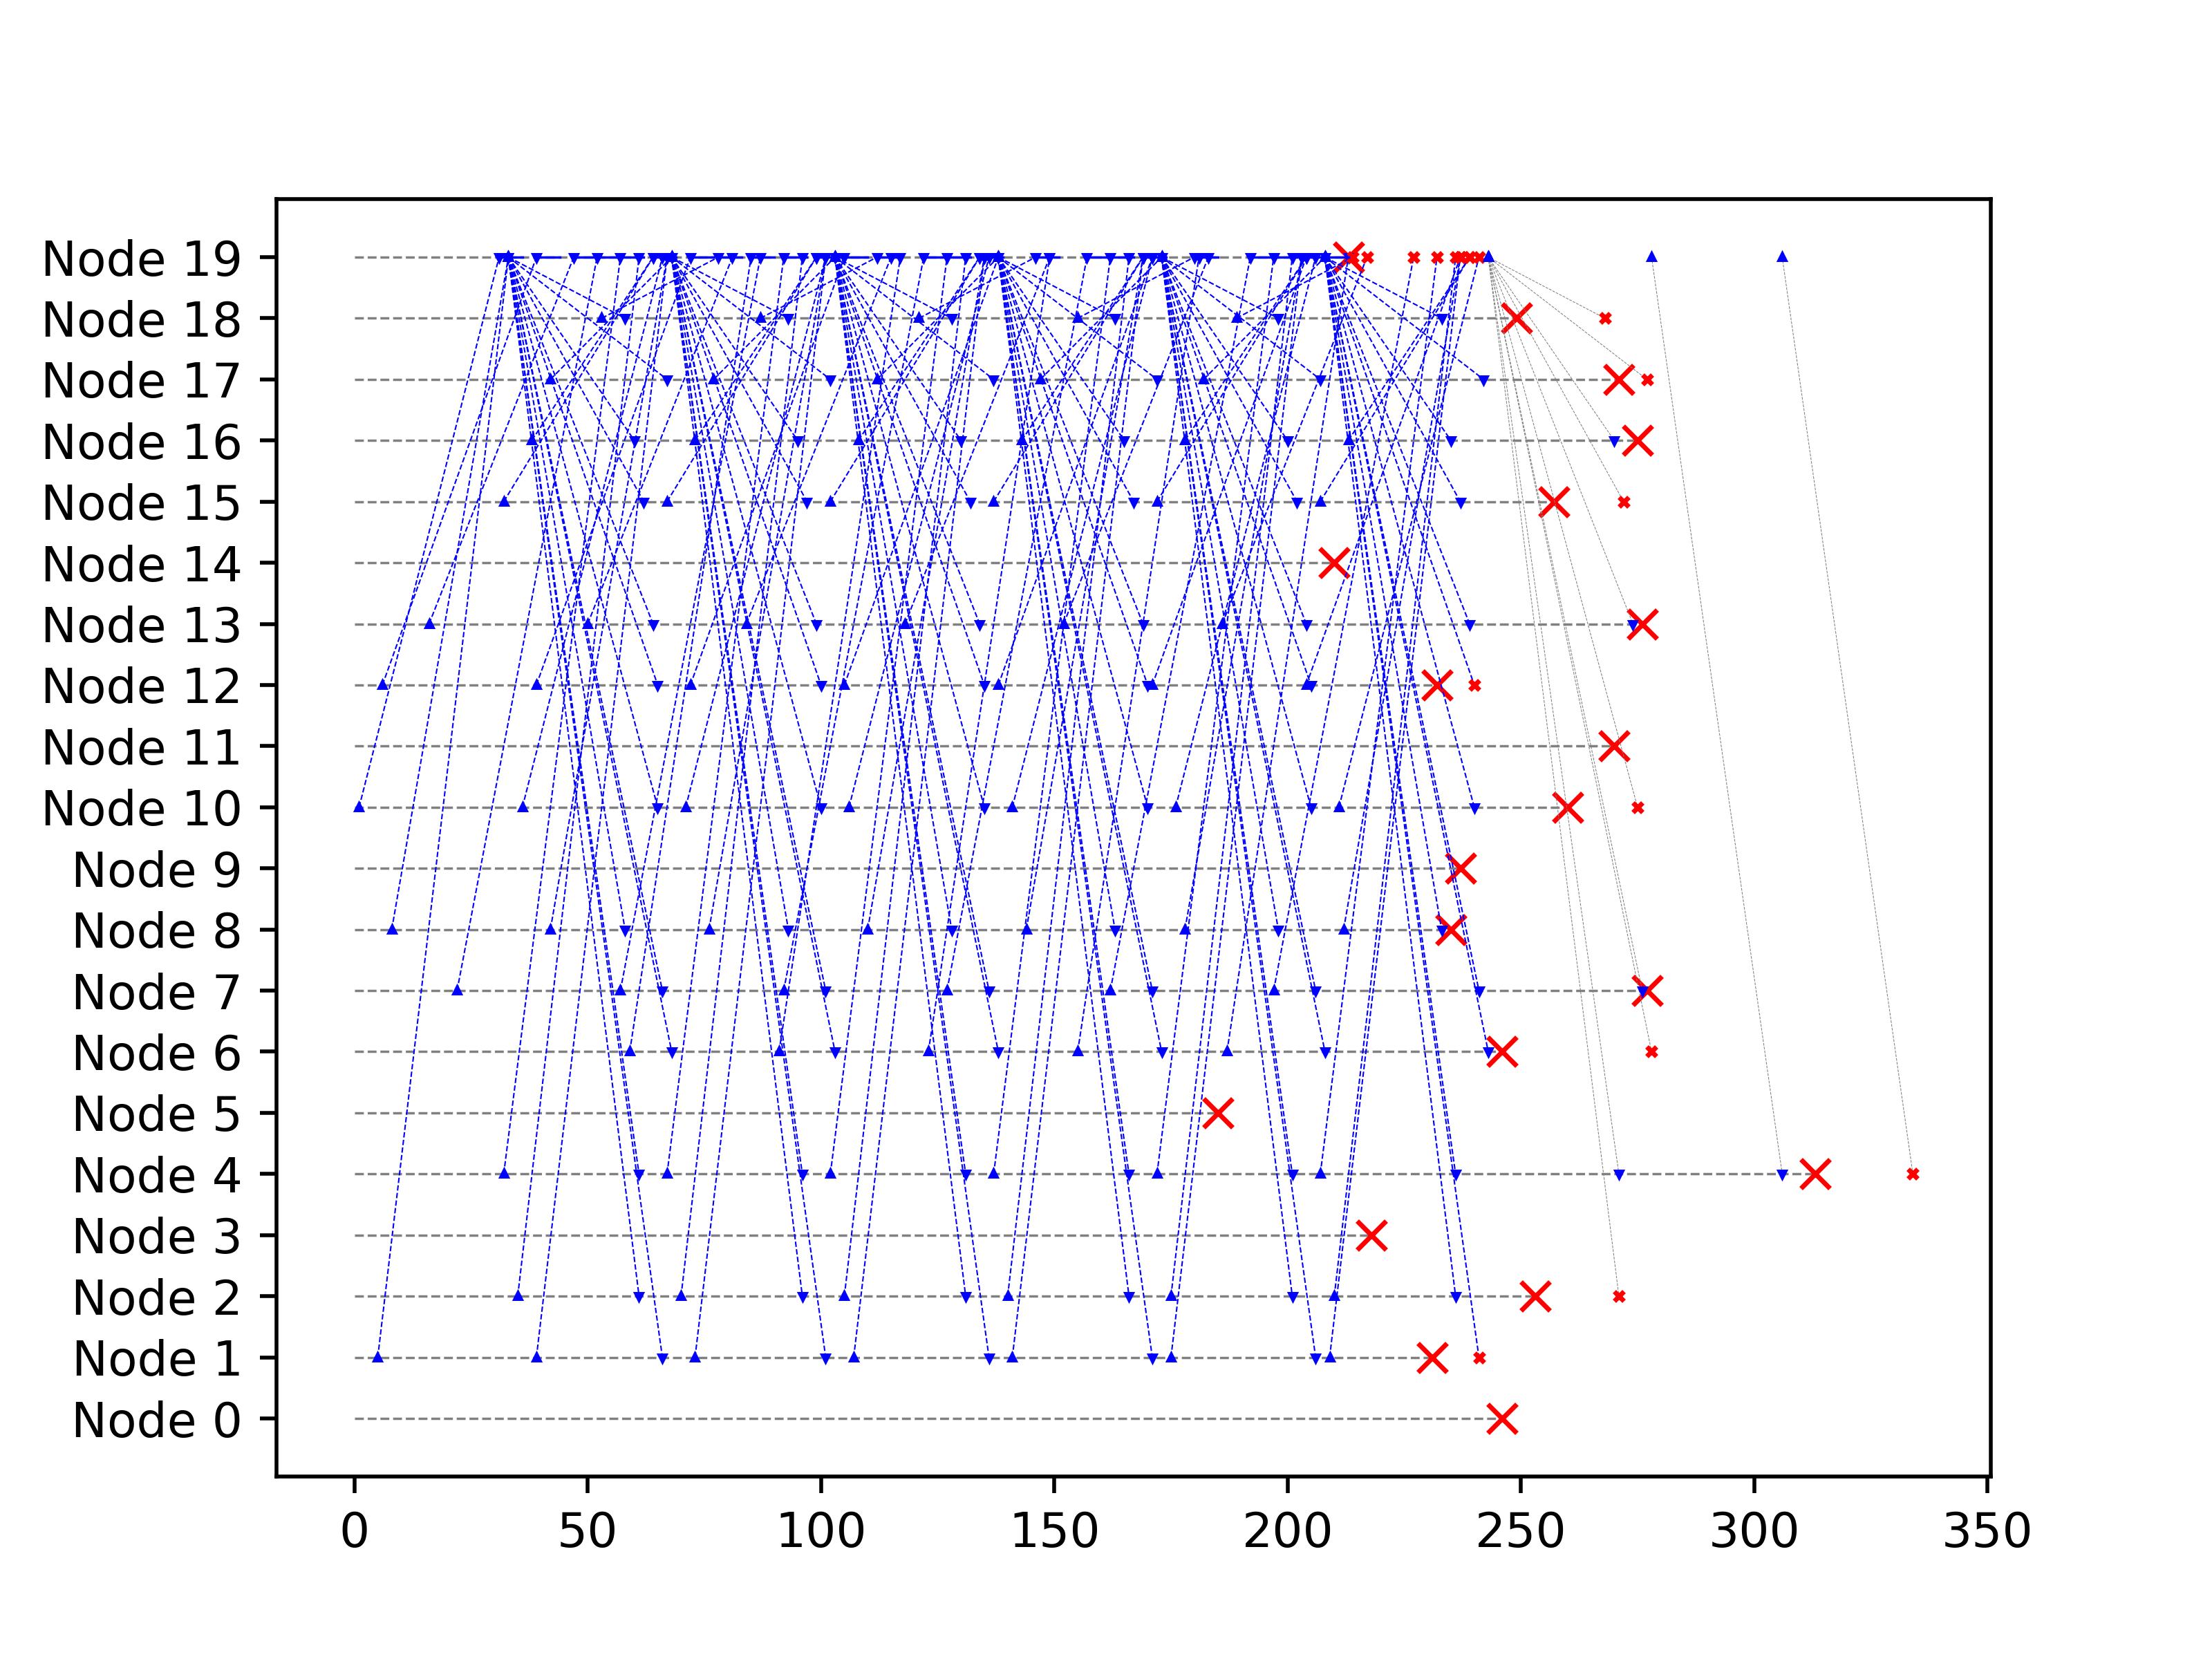 Node 19
Node 18
Node 17
Node 16
Node 15
Node 14
Node 13
Node 12
Node 11
Node 10
Node 9
Node 8
Node 7
Node 6
Node 5
Node 4
Node 3
Node 2
Node 1
Node 0
0 50 100 150 200 250 300 350